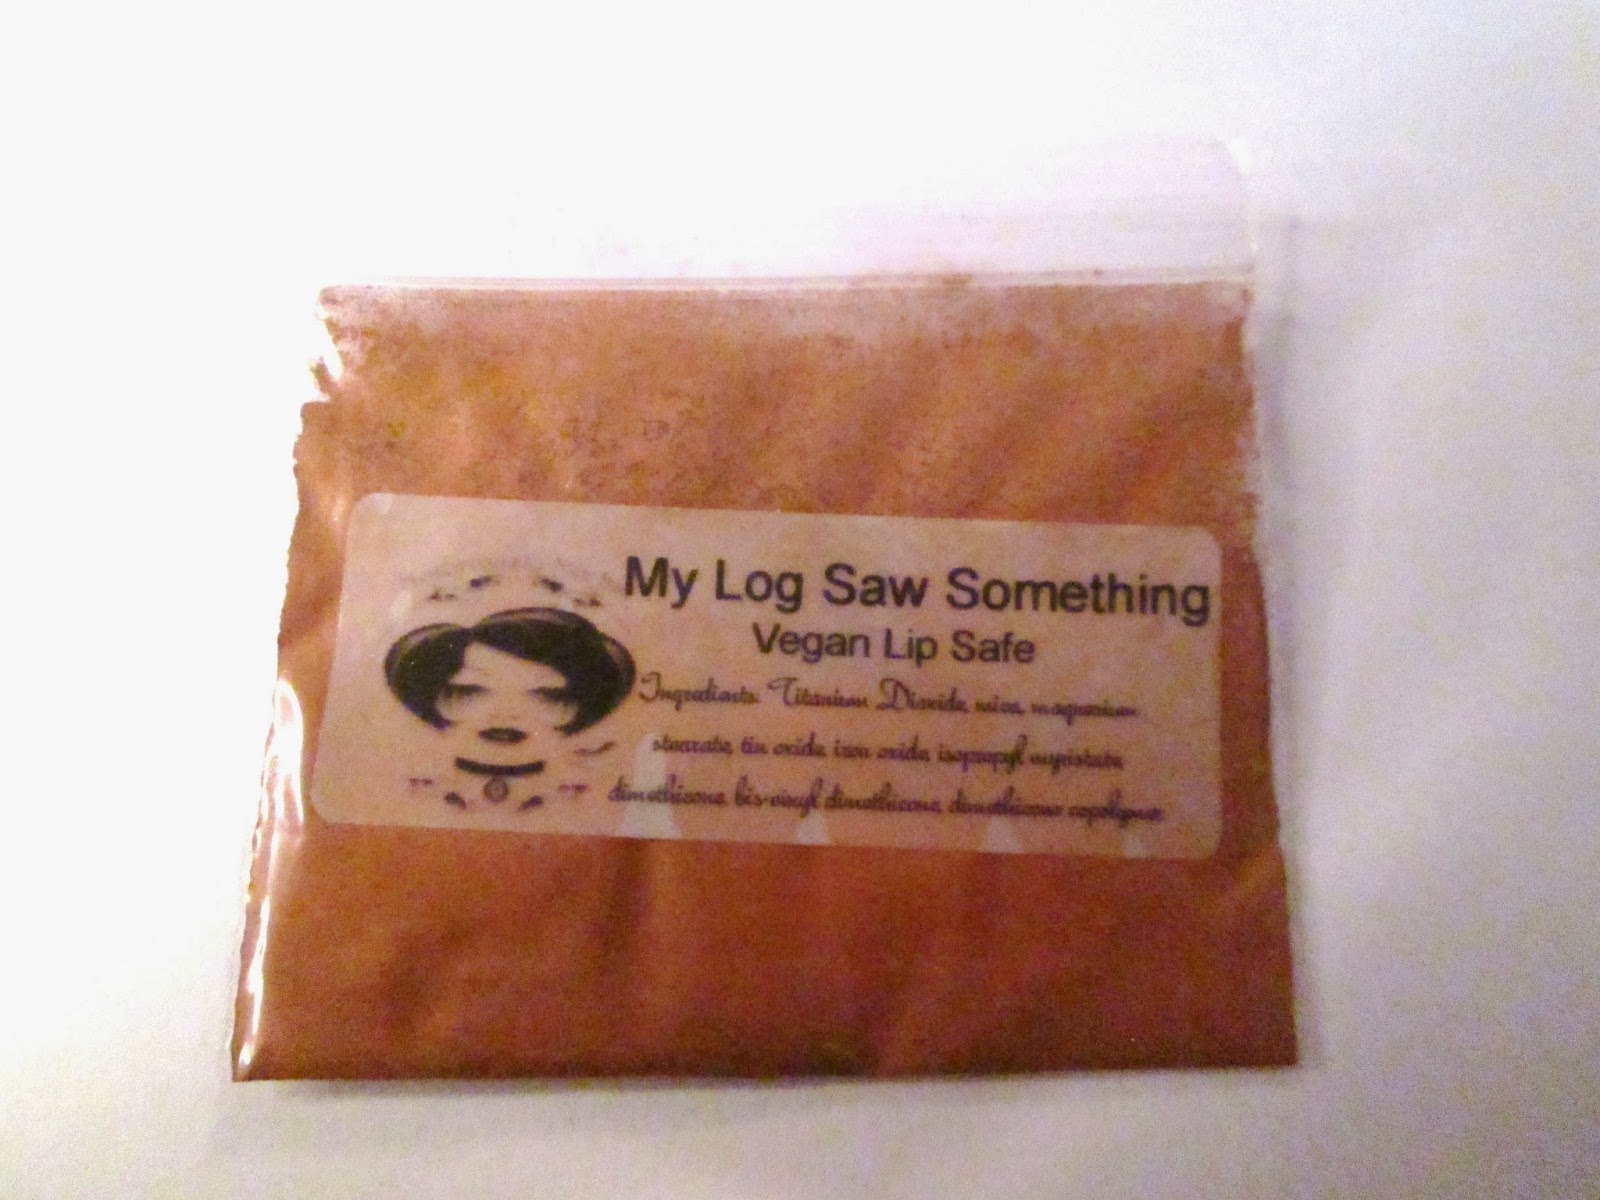 My Log Saw Something
Vegan Lip Safe
Ingredients: Titanium Dioxide, mica, magnesium
stearate, tin oxide, iron oxide, isopropyl myristate
dimethicone, bis-vinyl dimethicone, dimethicone copolymer